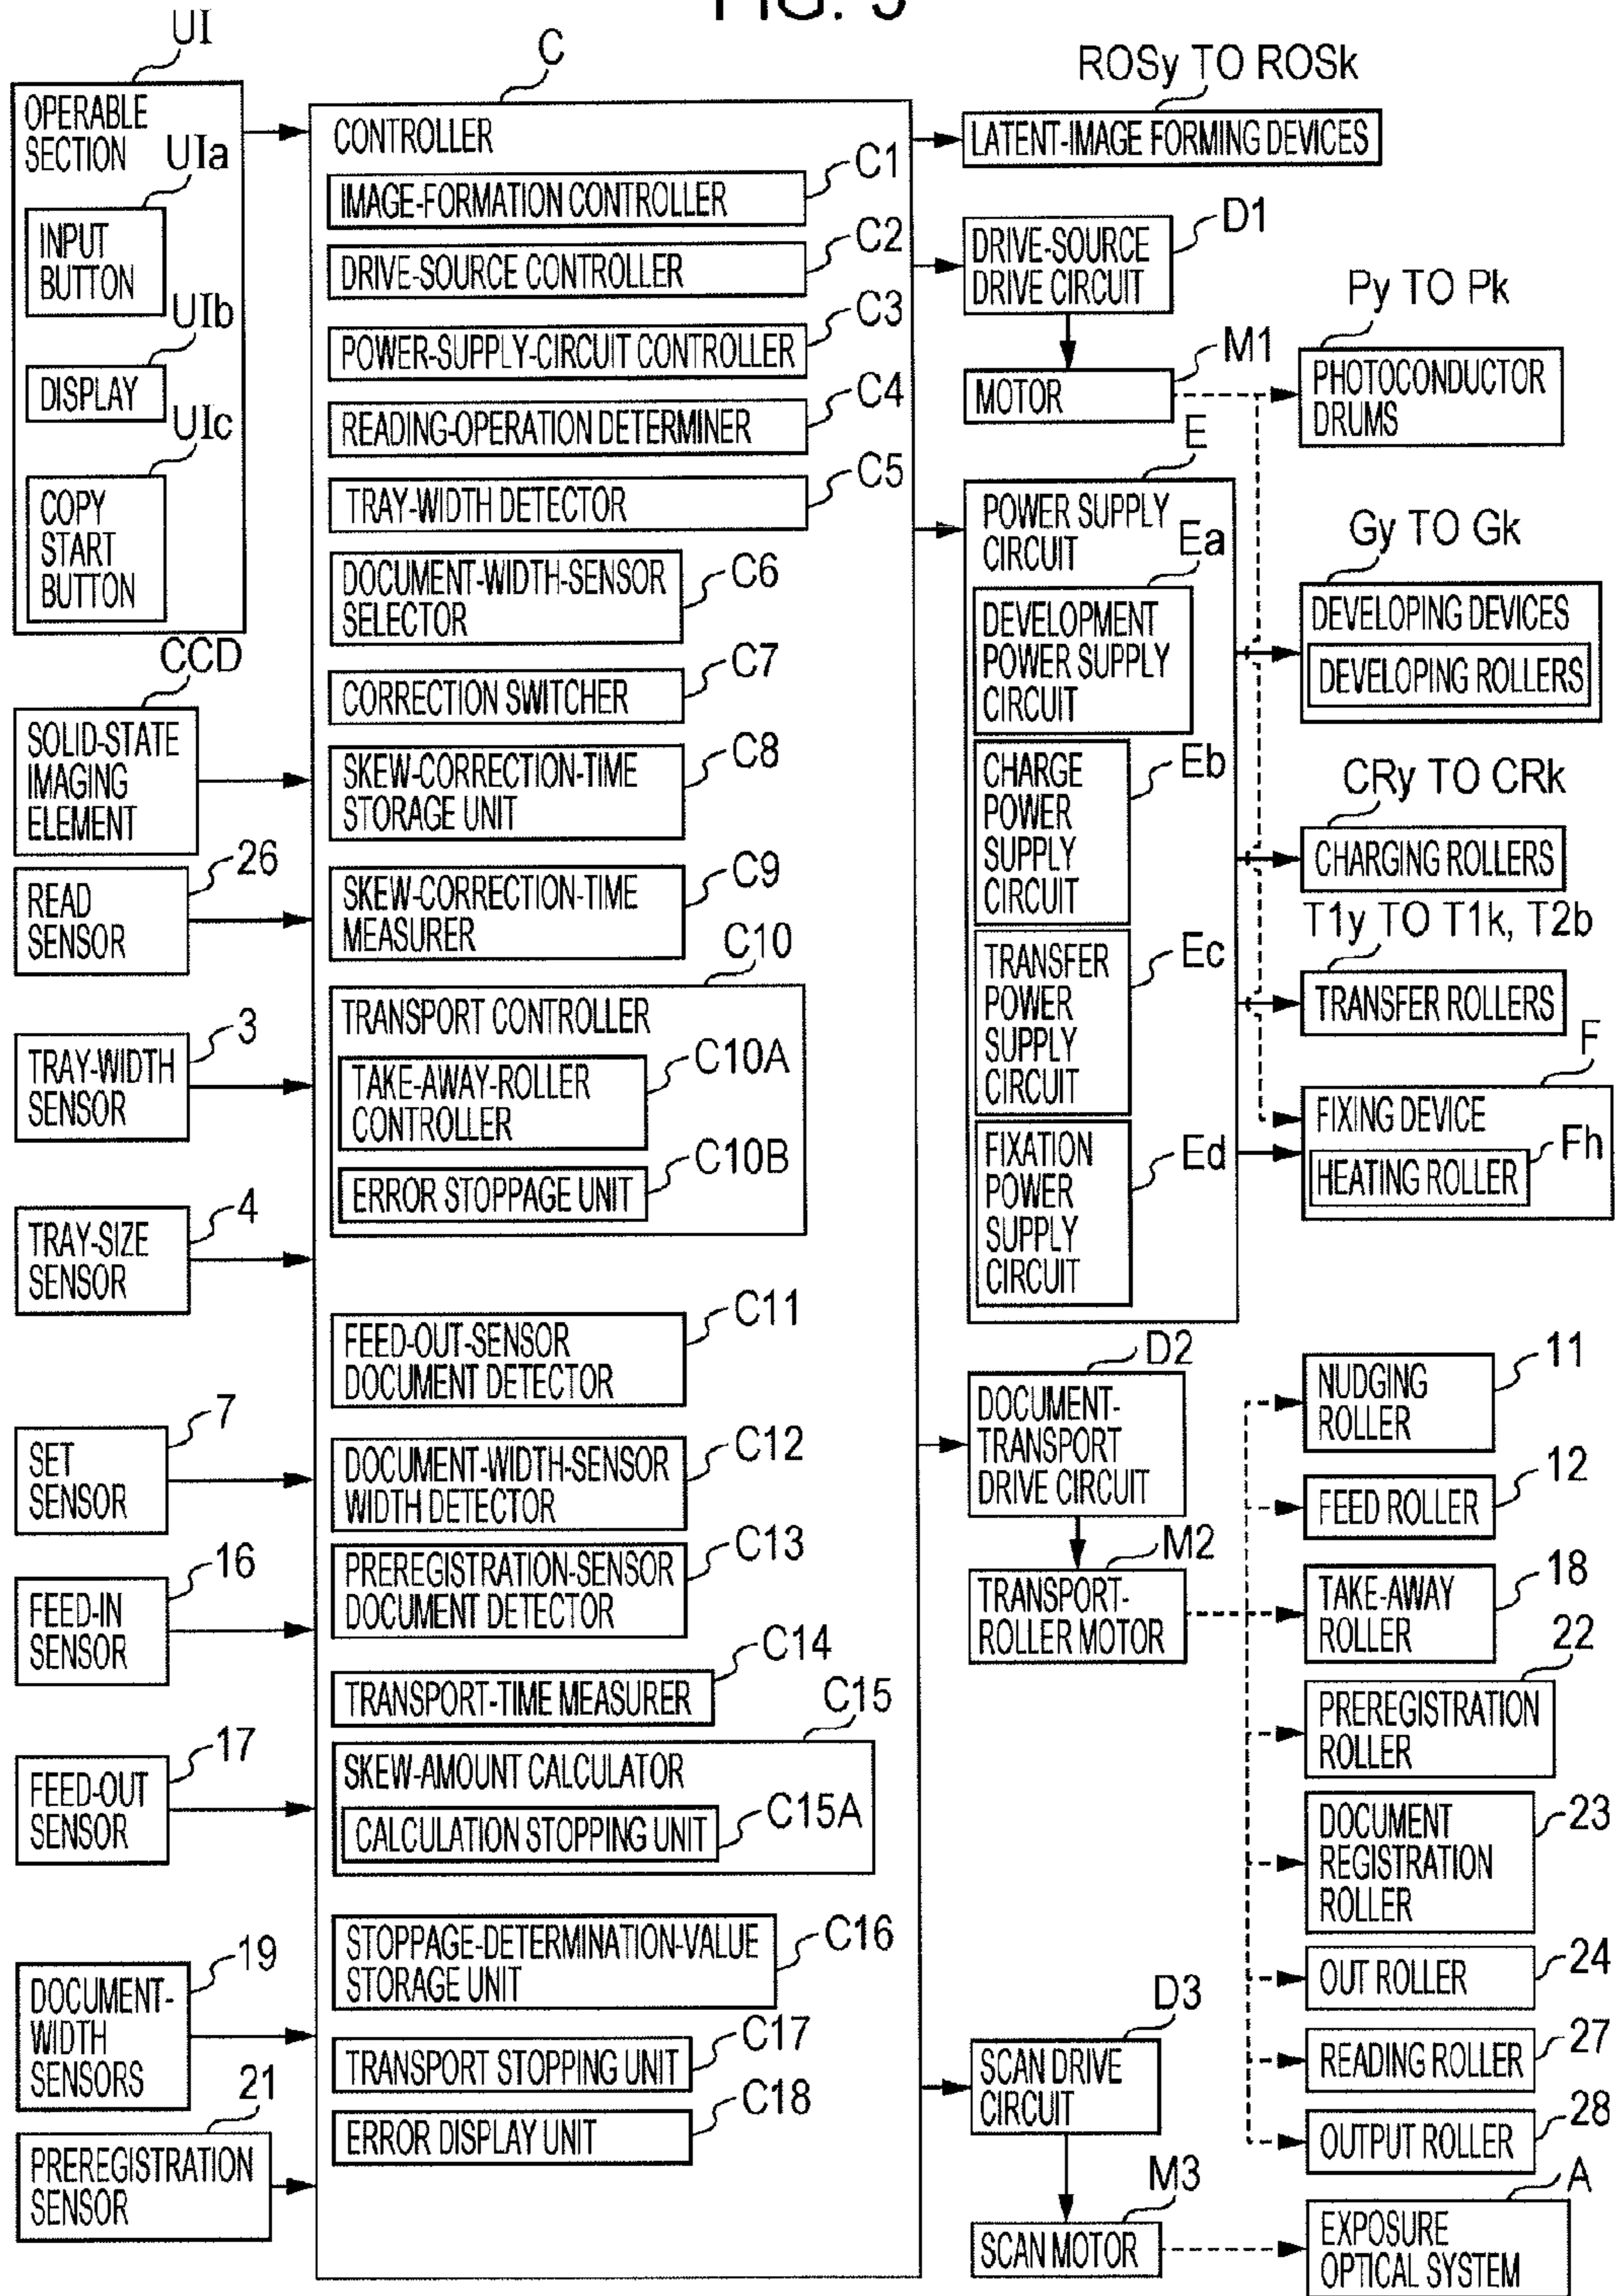 FIG. 5
UI
OPERABLE
SECTION
UIa
INPUT
BUTTON
UIb
DISPLAY
UIc
COPY
START
BUTTON
CCD
SOLID-STATE
IMAGING
ELEMENT
26
READ
SENSOR
3
TRAY-WIDTH
SENSOR
4
TRAY-SIZE
SENSOR
7
SET
SENSOR
16
FEED-IN
SENSOR
17
FEED-OUT
SENSOR
19
DOCUMENT-
WIDTH
SENSORS
21
PREREGISTRATION
SENSOR
C
CONTROLLER
C1
IMAGE-FORMATION CONTROLLER
C2
DRIVE-SOURCE CONTROLLER
C3
POWER-SUPPLY-CIRCUIT CONTROLLER
C4
READING-OPERATION DETERMINER
C5
TRAY-WIDTH DETECTOR
C6
DOCUMENT-WIDTH-SENSOR
SELECTOR
C7
CORRECTION SWITCHER
C8
SKEW-CORRECTION-TIME
STORAGE UNIT
C9
SKEW-CORRECTION-TIME
MEASURER
C10
TRANSPORT CONTROLLER
C10A
TAKE-AWAY-ROLLER
CONTROLLER
C10B
ERROR STOPPAGE UNIT
C11
FEED-OUT-SENSOR
DOCUMENT DETECTOR
C12
DOCUMENT-WIDTH-SENSOR
WIDTH DETECTOR
C13
PREREGISTRATION-SENSOR
DOCUMENT DETECTOR
C14
TRANSPORT-TIME MEASURER
C15
SKEW-AMOUNT CALCULATOR
C15A
CALCULATION STOPPING UNIT
C16
STOPPAGE-DETERMINATION-VALUE
STORAGE UNIT
C17
TRANSPORT STOPPING UNIT
C18
ERROR DISPLAY UNIT
ROSy TO ROSk
LATENT-IMAGE FORMING DEVICES
D1
DRIVE-SOURCE
DRIVE CIRCUIT
M1
MOTOR
E
POWER SUPPLY
CIRCUIT
Ea
DEVELOPMENT
POWER SUPPLY
CIRCUIT
Eb
CHARGE
POWER
SUPPLY
CIRCUIT
Ec
TRANSFER
POWER
SUPPLY
CIRCUIT
Ed
FIXATION
POWER
SUPPLY
CIRCUIT
D2
DOCUMENT-
TRANSPORT
DRIVE CIRCUIT
M2
TRANSPORT-
ROLLER MOTOR
D3
SCAN DRIVE
CIRCUIT
M3
SCAN MOTOR
Py TO Pk
PHOTOCONDUCTOR
DRUMS
Gy TO Gk
DEVELOPING DEVICES
DEVELOPING ROLLERS
CRy TO CRk
CHARGING ROLLERS
T1y TO T1k, T2b
TRANSFER ROLLERS
F
FIXING DEVICE
Fh
HEATING ROLLER
11
NUDGING
ROLLER
12
FEED ROLLER
18
TAKE-AWAY
ROLLER
22
PREREGISTRATION
ROLLER
23
DOCUMENT
REGISTRATION
ROLLER
24
OUT ROLLER
27
READING ROLLER
28
OUTPUT ROLLER
A
EXPOSURE
OPTICAL SYSTEM